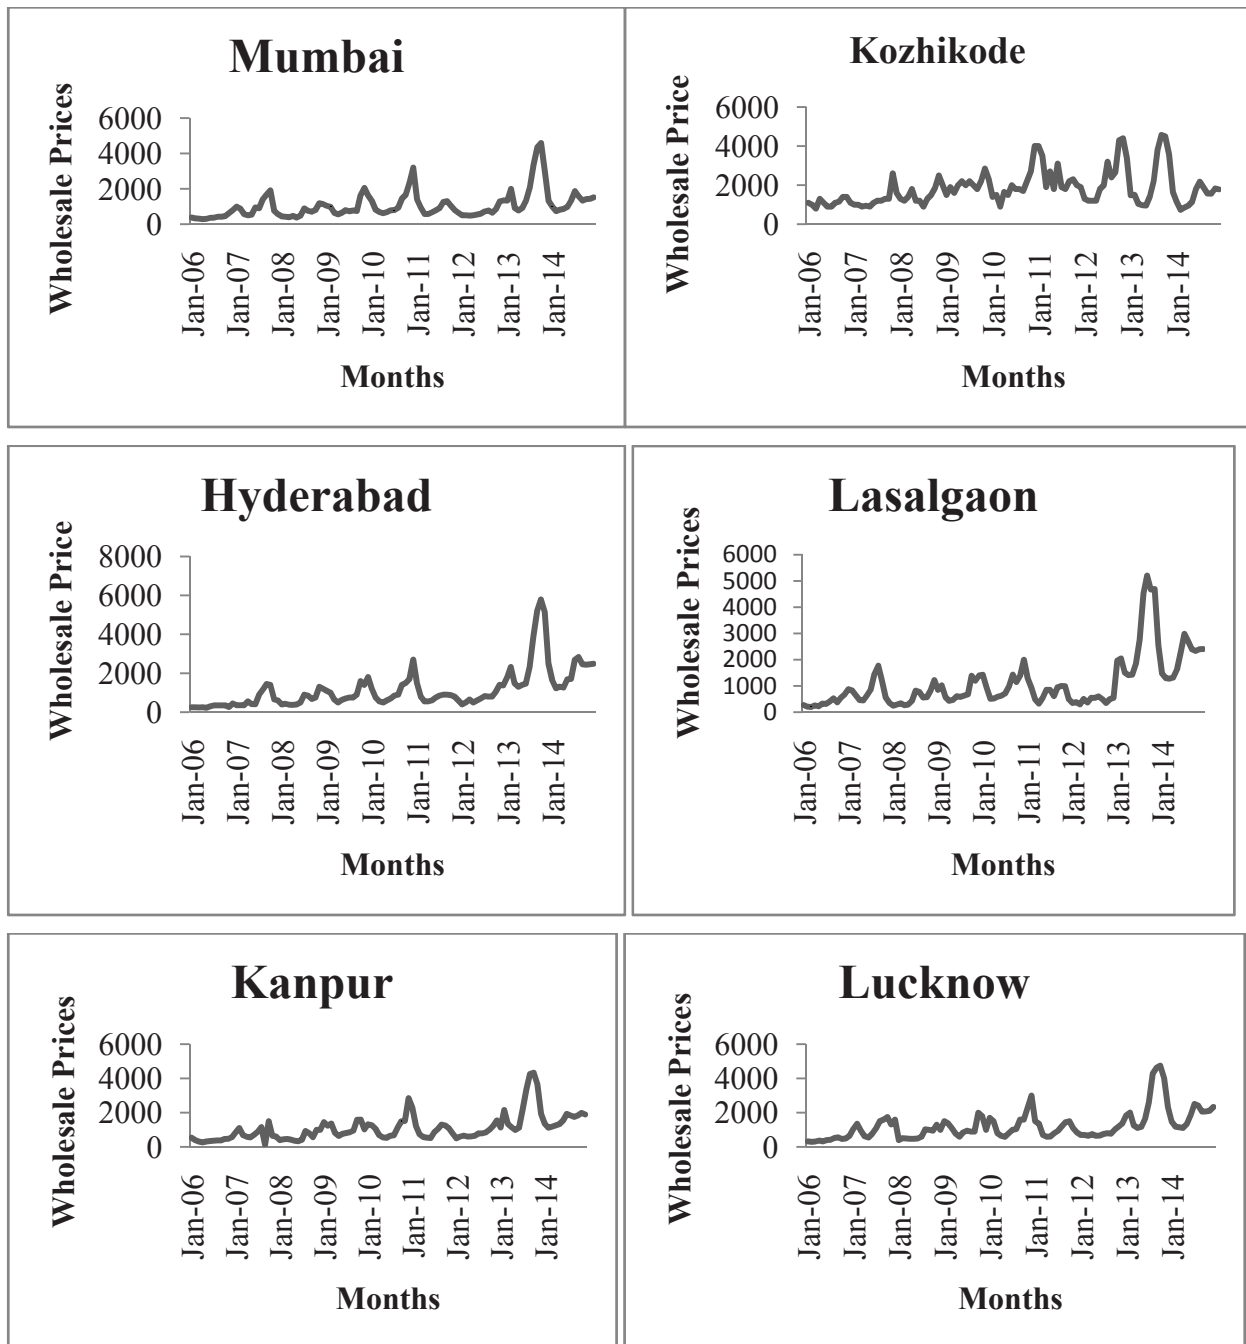 Mumbai
Wholesale Prices
6000
4000
2000
0
Jan-06
Jan-07
Jan-08
Jan-09
Jan-10
Jan-11
Jan-12
Jan-13
Jan-14
Months
Kozhikode
Wholesale Price
6000
4000
2000
0
Jan-06
Jan-07
Jan-08
Jan-09
Jan-10
Jan-11
Jan-12
Jan-13
Jan-14
Months
Hyderabad
Wholesale Price
8000
6000
4000
2000
0
Jan-06
Jan-07
Jan-08
Jan-09
Jan-10
Jan-11
Jan-12
Jan-13
Jan-14
Months
Lasalgaon
Wholesale Prices
6000
5000
4000
3000
2000
1000
0
Jan-06
Jan-07
Jan-08
Jan-09
Jan-10
Jan-11
Jan-12
Jan-13
Jan-14
Months
Kanpur
Wholesale Prices
6000
4000
2000
0
Jan-06
Jan-07
Jan-08
Jan-09
Jan-10
Jan-11
Jan-12
Jan-13
Jan-14
Months
Lucknow
Wholesale Prices
6000
4000
2000
0
Jan-06
Jan-07
Jan-08
Jan-09
Jan-10
Jan-11
Jan-12
Jan-13
Jan-14
Months